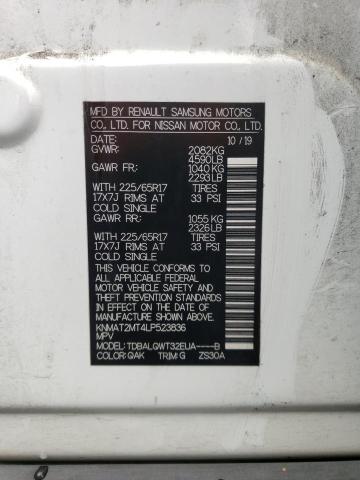 MFD BY RENAULT SAMSUNG MOTORS
CO., LTD. FOR NISSAN MOTOR CO., LTD.
DATE: 10 / 19
GVWR: 2082KG
4590LB
GAWR FR: 1040 KG
2293LB
WITH 225/65R17 TIRES
17X7J RIMS AT 33 PSI
COLD SINGLE
GAWR RR: 1055 KG
2326LB
WITH 225/65R17 TIRES
17X7J RIMS AT 33 PSI
COLD SINGLE
THIS VEHICLE CONFORMS
TO ALL APPLICABLE FEDERAL
MOTOR VEHICLE SAFETY
STANDARDS IN EFFECT ON THE
DATE OF MANUFACTURE SHOWN ABOVE.
KNMAT2MT4LP523836
MPV
MODEL: TDBALQWT32EUA----B
COLOR: QAK TRIM: G ZS30A